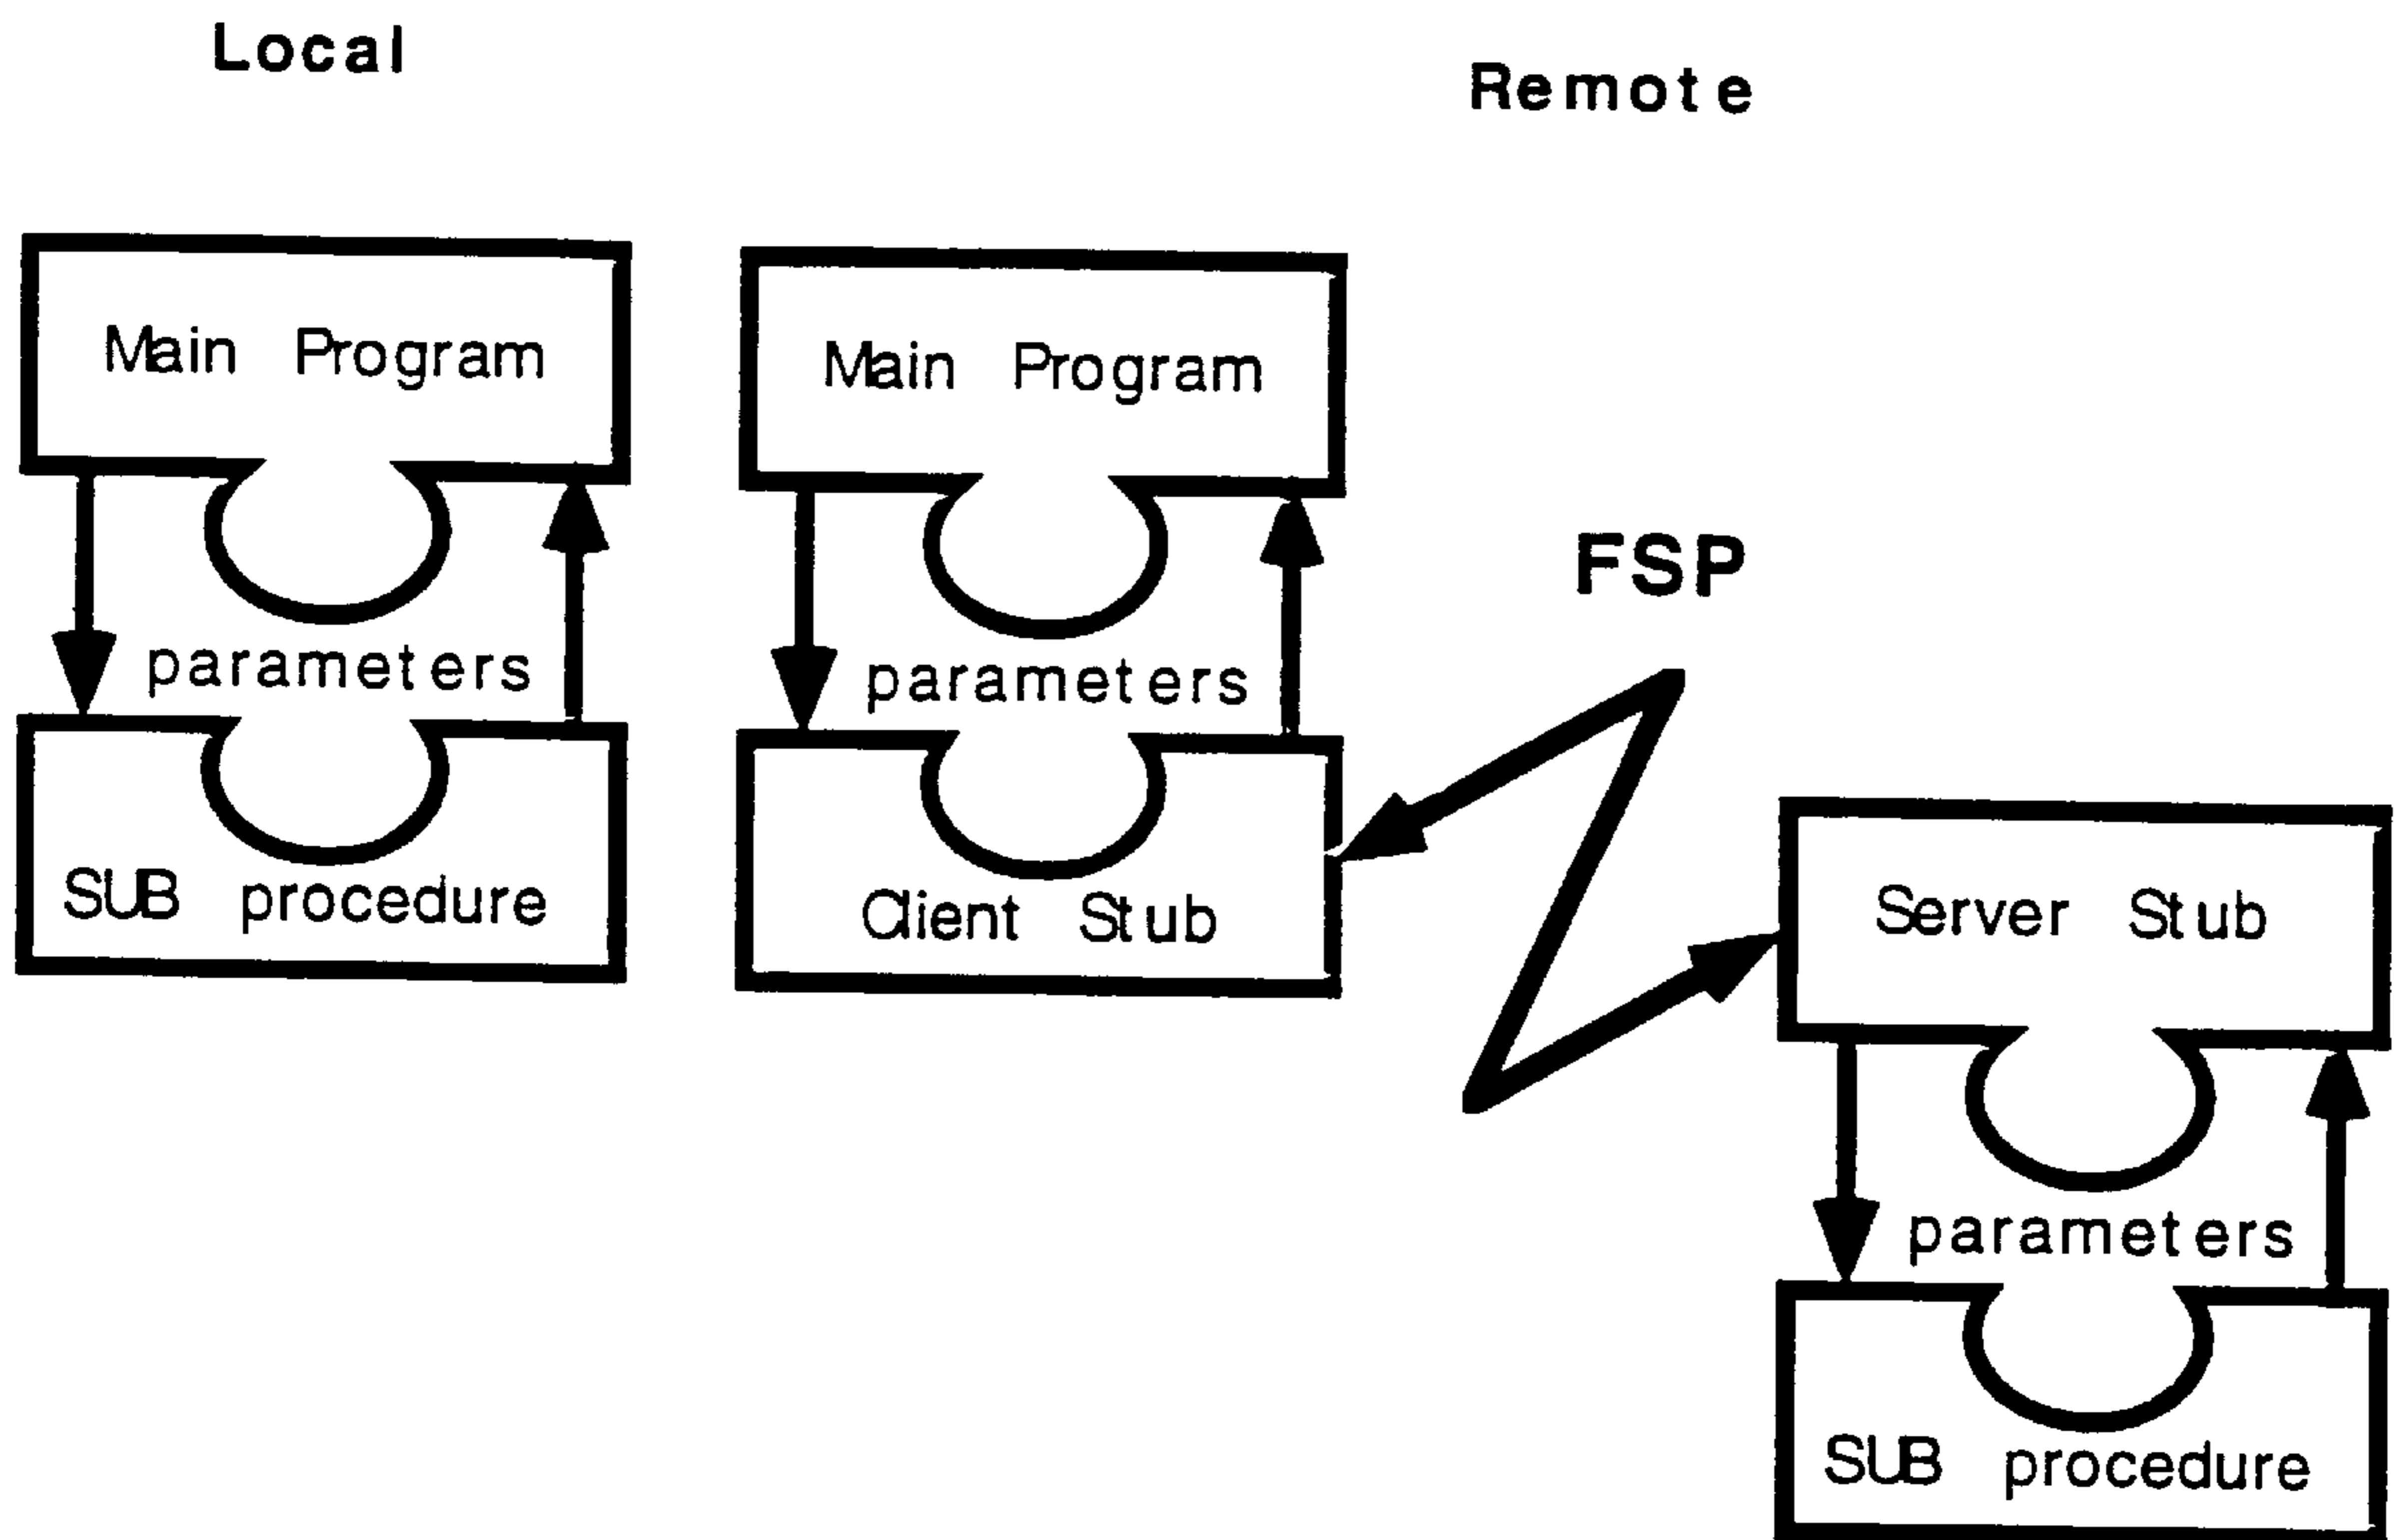 Local
Remote
Main Program
Main Program
FSP
parameters
parameters
SUB procedure
Client Stub
Server Stub
parameters
SUB procedure